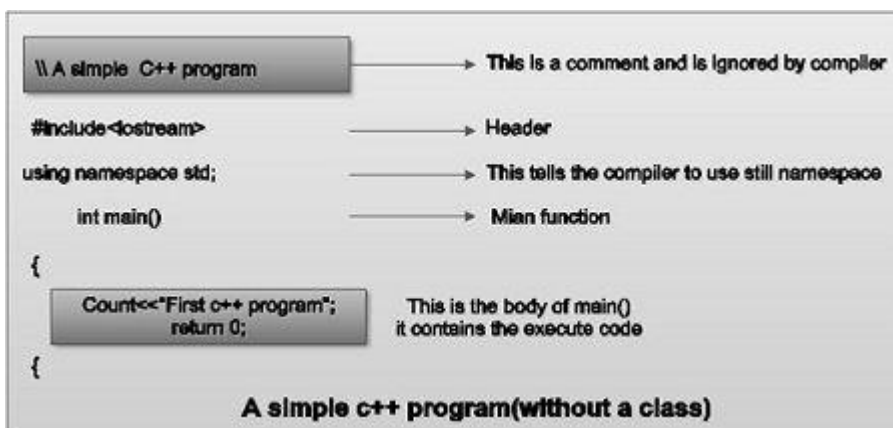 \\ A simple C++ program
This is a comment and is ignored by compiler
#include<iostream>
Header
using namespace std;
This tells the compiler to use still namespace
int main()
Mian function
{
Count<<"First c++ program";
return 0;
This is the body of main()
it contains the execute code
{
A simple c++ program(without a class)